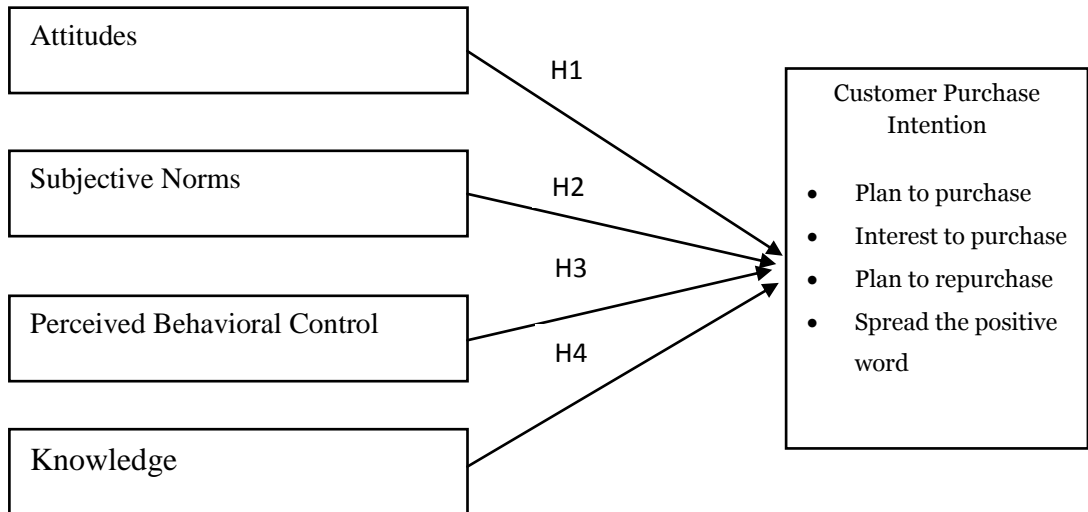 Attitudes
H1
Subjective Norms
H2
H3
Perceived Behavioral Control
H4
Knowledge
Customer Purchase
Intention
• Plan to purchase
• Interest to purchase
• Plan to repurchase
• Spread the positive
word